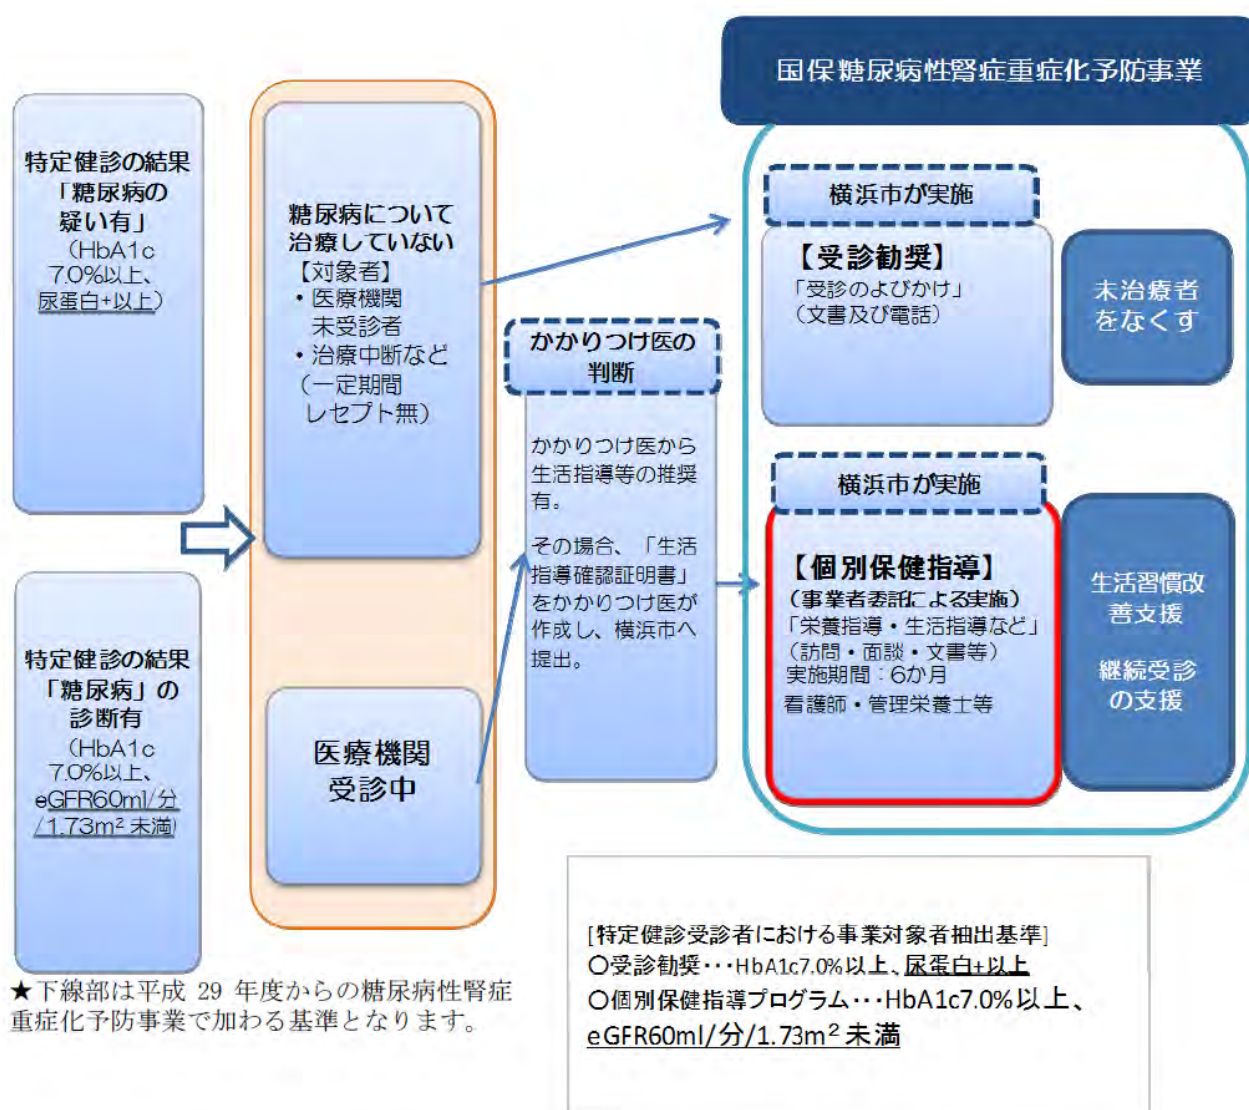 国保糖尿病性腎症重症化予防事業
特定健診の結果
「糖尿病の
疑い有」
（HbA1c
7.0%以上、
尿蛋白+以上）
特定健診の結果
「糖尿病」の
診断有
（HbA1c
7.0%以上、
eGFR60ml/分
/1.73m² 未満)
糖尿病について
治療していない
【対象者】
・医療機関
未受診者
・治療中断など
（一定期間
レセプト無）
医療機関
受診中
かかりつけ医の
判断
かかりつけ医から
生活指導等の推奨
有。
その場合、「生活
指導確認証明書」
をかかりつけ医が
作成し、横浜市へ
提出。
横浜市が実施
【受診勧奨】
「受診のよびかけ」
（文書及び電話）
未治療者
をなくす
横浜市が実施
【個別保健指導】
（事業者委託による実施）
「栄養指導・生活指導など」
（訪問・面談・文書等）
実施期間：6か月
看護師・管理栄養士等
生活習慣改
善支援
継続受診
の支援
★下線部は平成 29 年度からの糖尿病性腎症
重症化予防事業で加わる基準となります。
[特定健診受診者における事業対象者抽出基準]
〇受診勧奨･･･HbA1c7.0%以上、尿蛋白+以上
〇個別保健指導プログラム･･･HbA1c7.0%以上、
eGFR60ml/分/1.73m² 未満